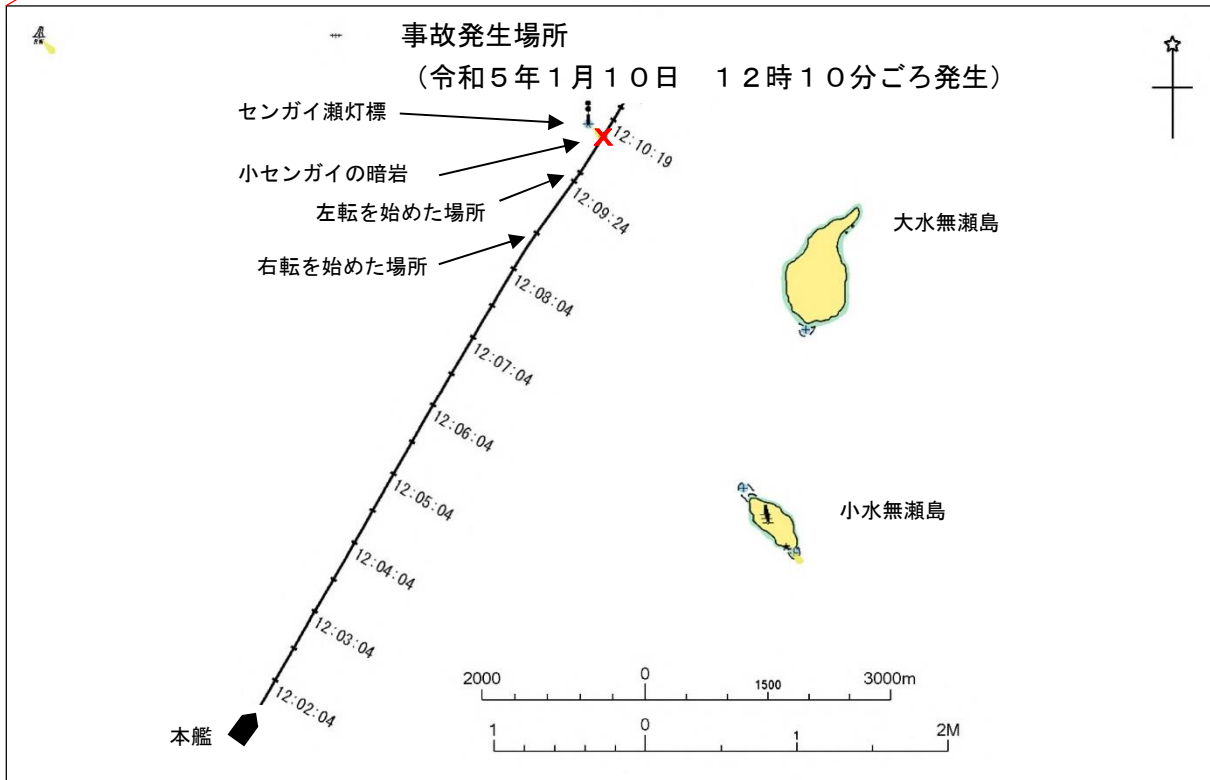 事故発生場所
（令和５年１月１０日　１２時１０分ごろ発生）
センガイ瀬灯標
小センガイの暗岩
左転を始めた場所
右転を始めた場所
12:10:19
12:09:24
12:08:04
12:07:04
12:06:04
12:05:04
12:04:04
12:03:04
12:02:04
大水無瀬島
小水無瀬島
本艦
2000 0 1500 3000m
1 0 1 2M